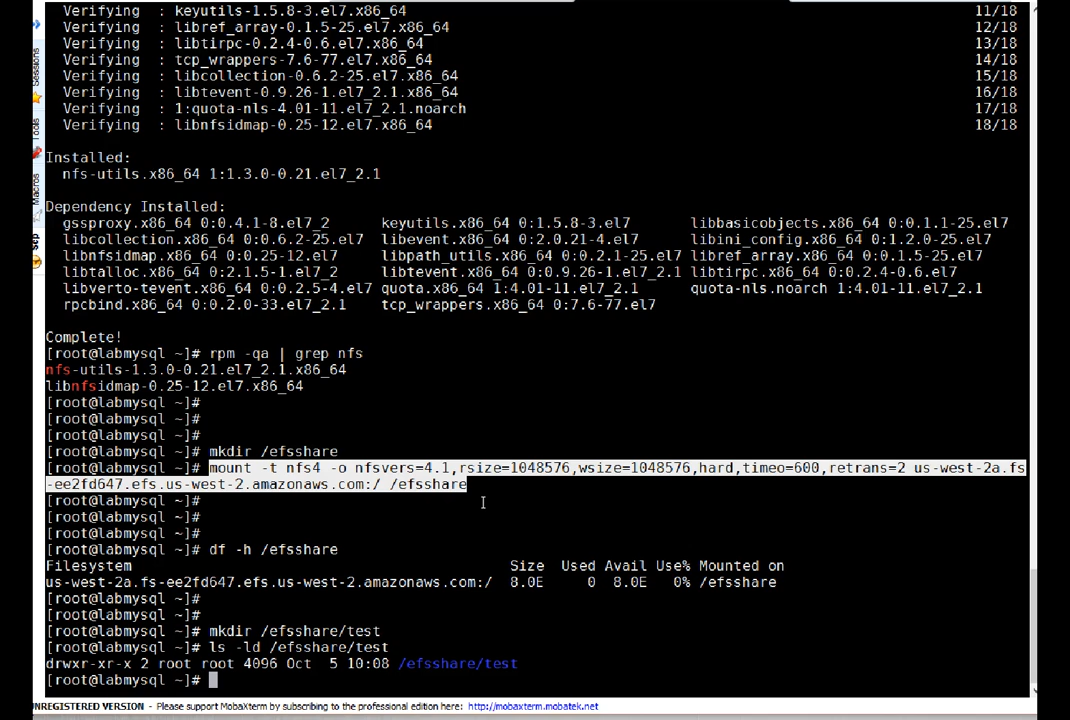 Verifying : keyutils-1.5.8-3.el7.x86_64 11/18
Verifying : libref_array-0.1.5-25.el7.x86_64 12/18
Verifying : libtirpc-0.2.4-0.6.el7.x86_64 13/18
Verifying : tcp_wrappers-7.6-77.el7.x86_64 14/18
Verifying : libcollection-0.6.2-25.el7.x86_64 15/18
Verifying : libtevent-0.9.26-1.el7_2.1.x86_64 16/18
Verifying : 1:quota-nls-4.01-11.el7_2.1.noarch 17/18
Verifying : libnfsidmap-0.25-12.el7.x86_64 18/18
Installed:
nfs-utils.x86_64 1:1.3.0-0.21.el7_2.1
Dependency Installed:
gssproxy.x86_64 0:0.4.1-8.el7_2 keyutils.x86_64 0:1.5.8-3.el7 libbasicobjects.x86_64 0:0.1.1-25.el7
libcollection.x86_64 0:0.6.2-25.el7 libevent.x86_64 0:2.0.21-4.el7 libini_config.x86_64 0:1.2.0-25.el7
libnfsidmap.x86_64 0:0.25-12.el7 libpath_utils.x86_64 0:0.2.1-25.el7 libref_array.x86_64 0:0.1.5-25.el7
libtalloc.x86_64 0:2.1.5-1.el7_2 libtevent.x86_64 0:0.9.26-1.el7_2.1 libtirpc.x86_64 0:0.2.4-0.6.el7
libverto-tevent.x86_64 0:0.2.5-4.el7 quota.x86_64 1:4.01-11.el7_2.1 quota-nls.noarch 1:4.01-11.el7_2.1
rpcbind.x86_64 0:0.2.0-33.el7_2.1 tcp_wrappers.x86_64 0:7.6-77.el7
Complete!
[root@labmysql ~]# rpm -qa | grep nfs
nfs-utils-1.3.0-0.21.el7_2.1.x86_64
libnfsidmap-0.25-12.el7.x86_64
[root@labmysql ~]#
[root@labmysql ~]#
[root@labmysql ~]#
[root@labmysql ~]# mkdir /efsshare
[root@labmysql ~]# mount -t nfs4 -o nfsvers=4.1,rsize=1048576,wsize=1048576,hard,timeo=600,retrans=2 us-west-2a.fs
-ee2fd647.efs.us-west-2.amazonaws.com:/ /efsshare
[root@labmysql ~]#
[root@labmysql ~]#
[root@labmysql ~]#
[root@labmysql ~]# df -h /efsshare
Filesystem Size Used Avail Use% Mounted on
us-west-2a.fs-ee2fd647.efs.us-west-2.amazonaws.com:/ 8.0E 0 8.0E 0% /efsshare
[root@labmysql ~]#
[root@labmysql ~]#
[root@labmysql ~]# mkdir /efsshare/test
[root@labmysql ~]# ls -ld /efsshare/test
drwxr-xr-x 2 root root 4096 Oct 5 10:08 /efsshare/test
[root@labmysql ~]#
Sessions
Tools
Macros
Sftp
UNREGISTERED VERSION - Please support MobaXterm by subscribing to the professional edition here: http://mobaxterm.mobatek.net